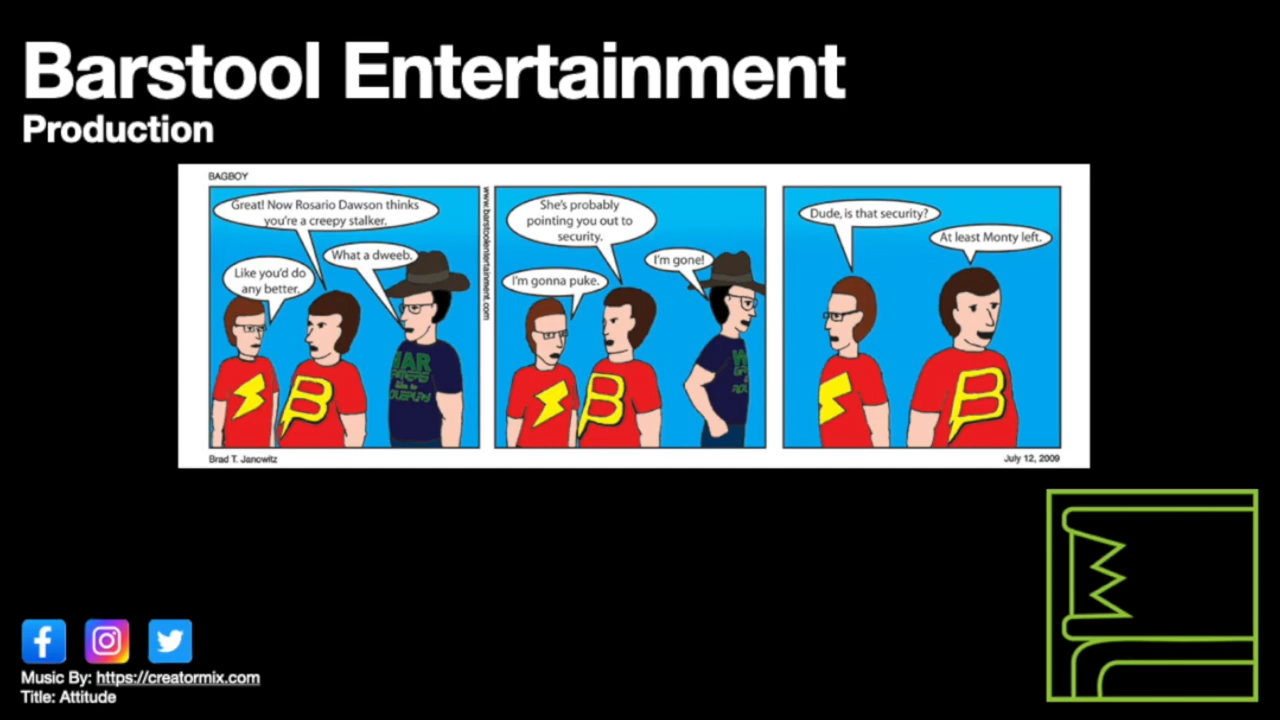 Barstool Entertainment
Production
BAGBOY
Great! Now Rosario Dawson thinks
you're a creepy stalker.
What a dweeb.
Like you'd do
any better.
www.barstoolentertainment.com
She's probably
pointing you out to
security.
I'm gone!
I'm gonna puke.
Dude, is that security?
At least Monty left.
B
B
B
Brad T. Janowitz
July 12, 2009
Music By: https://creatormix.com
Title: Attitude